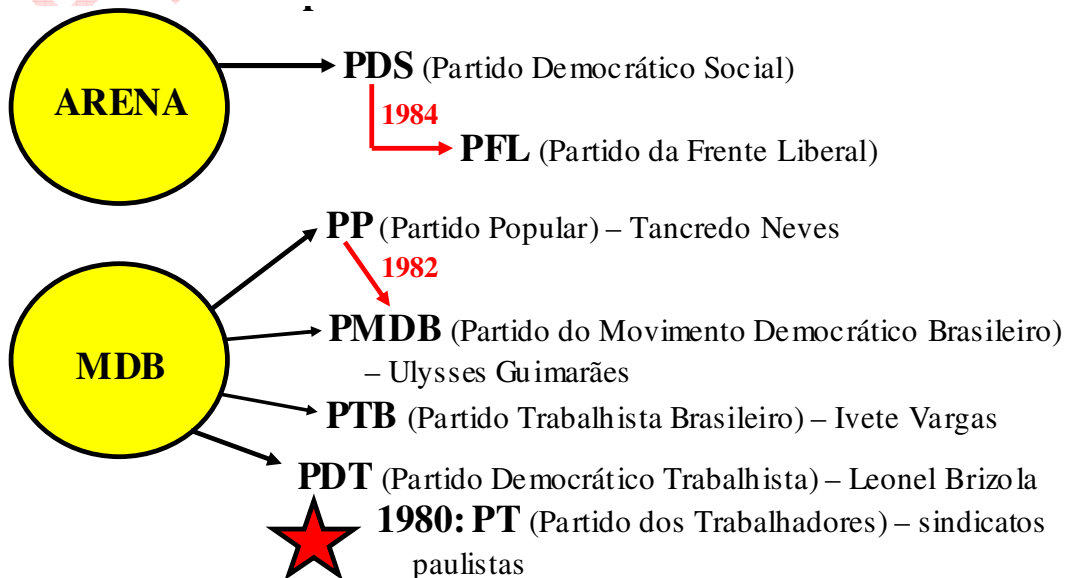 ARENA
PDS (Partido Democrático Social)
1984
PFL (Partido da Frente Liberal)
MDB
PP (Partido Popular) – Tancredo Neves
1982
PMDB (Partido do Movimento Democrático Brasileiro)
– Ulysses Guimarães
PTB (Partido Trabalhista Brasileiro) – Ivete Vargas
PDT (Partido Democrático Trabalhista) – Leonel Brizola
1980: PT (Partido dos Trabalhadores) – sindicatos
paulistas